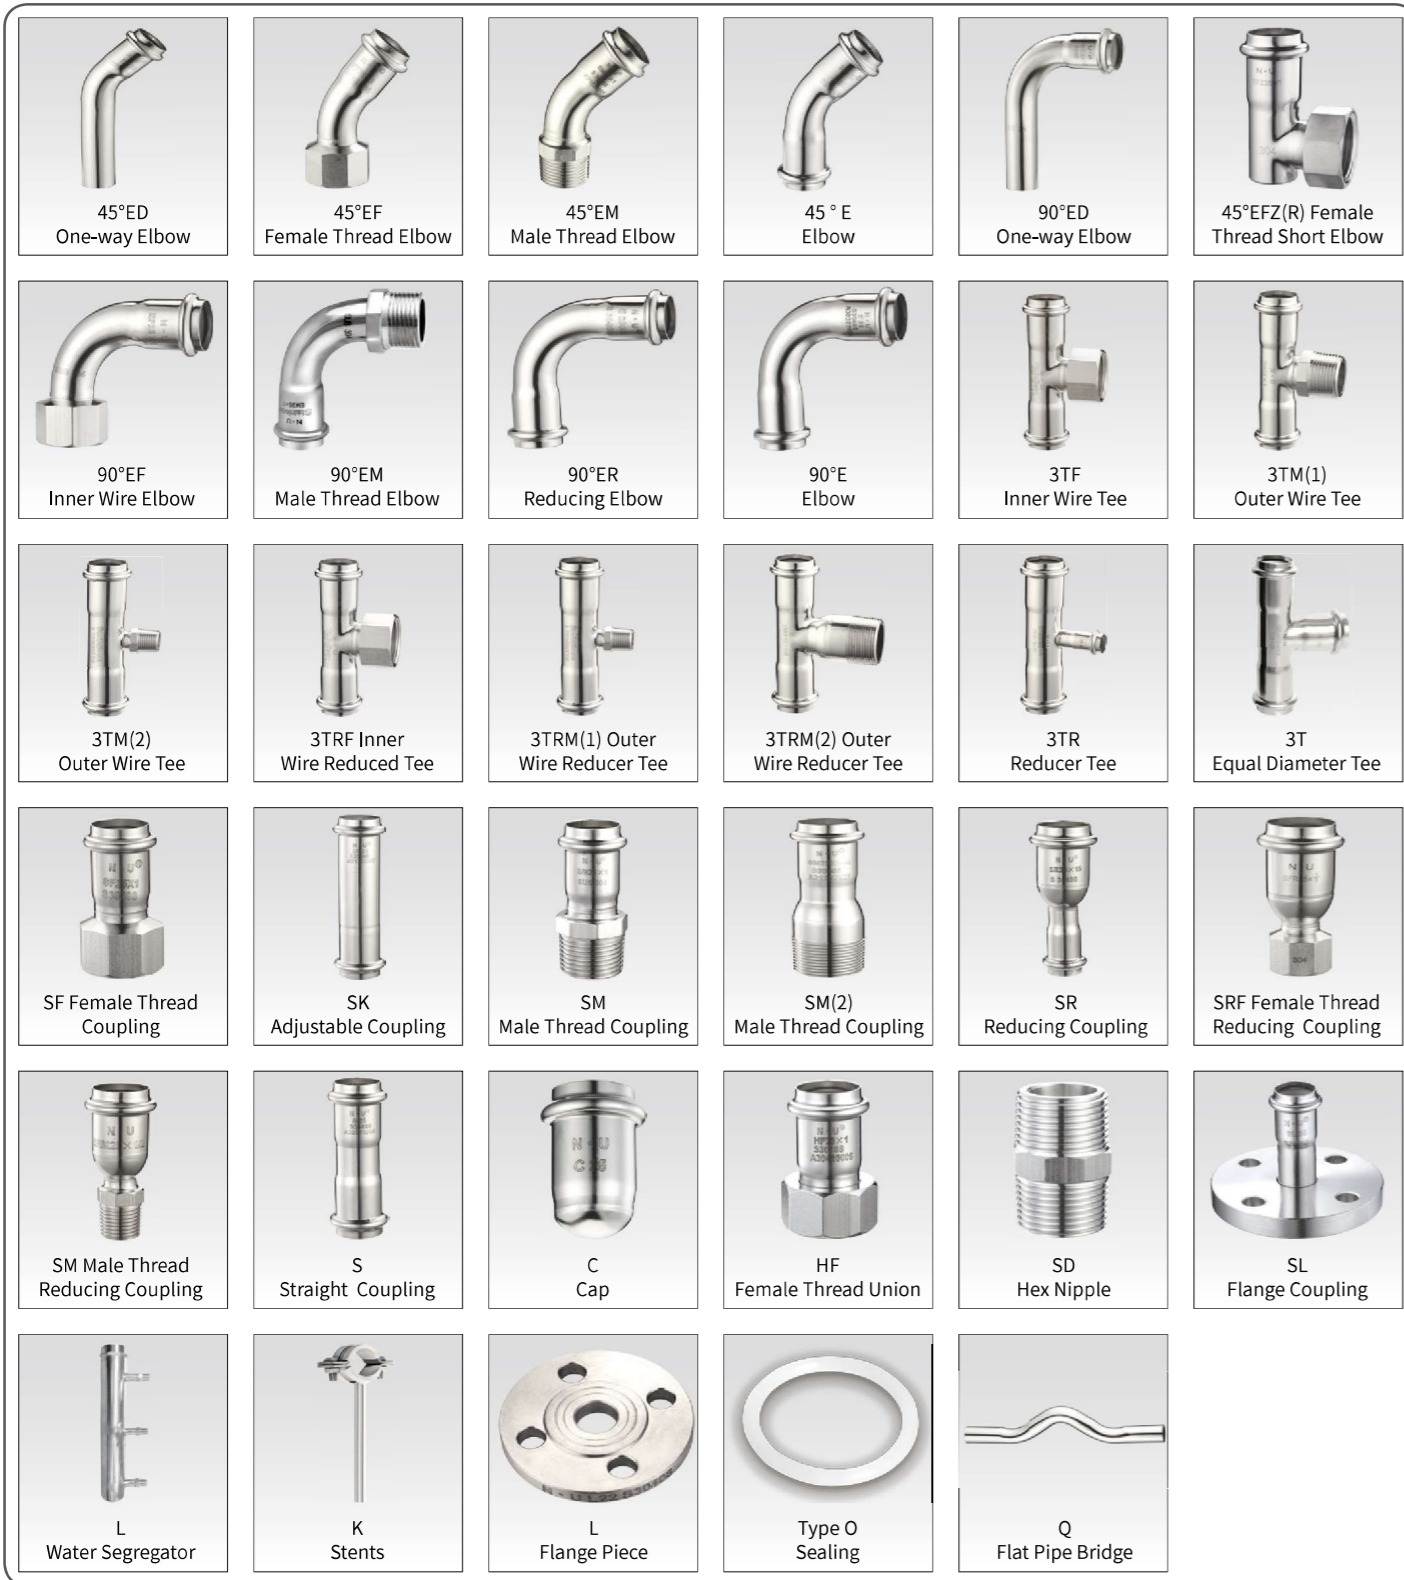 45°ED
One-way Elbow
45°EF
Female Thread Elbow
45°EM
Male Thread Elbow
45 ° E
Elbow
90°ED
One-way Elbow
45°EFZ(R) Female
Thread Short Elbow
90°EF
Inner Wire Elbow
90°EM
Male Thread Elbow
90°ER
Reducing Elbow
90°E
Elbow
3TF
Inner Wire Tee
3TM(1)
Outer Wire Tee
3TM(2)
Outer Wire Tee
3TRF Inner
Wire Reduced Tee
3TRM(1) Outer
Wire Reducer Tee
3TRM(2) Outer
Wire Reducer Tee
3TR
Reducer Tee
3T
Equal Diameter Tee
N U®
SF Female Thread
Coupling
SK
Adjustable Coupling
SM
Male Thread Coupling
SM(2)
Male Thread Coupling
SR
Reducing Coupling
N U
304
SRF Female Thread
Reducing Coupling
N U
SM Male Thread
Reducing Coupling
S
Straight Coupling
N · U
C
Cap
N · U®
HF
Female Thread Union
SD
Hex Nipple
SL
Flange Coupling
L
Water Segregator
K
Stents
L
Flange Piece
Type O
Sealing
Q
Flat Pipe Bridge